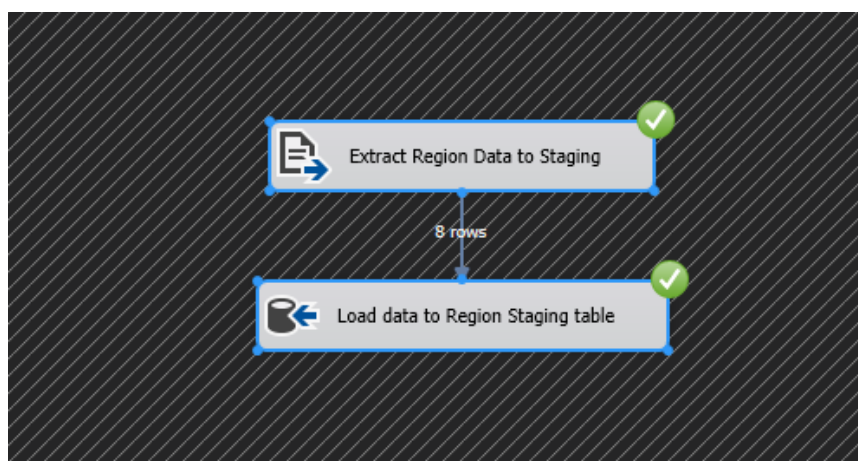 Extract Region Data to Staging
8 rows
Load data to Region Staging table